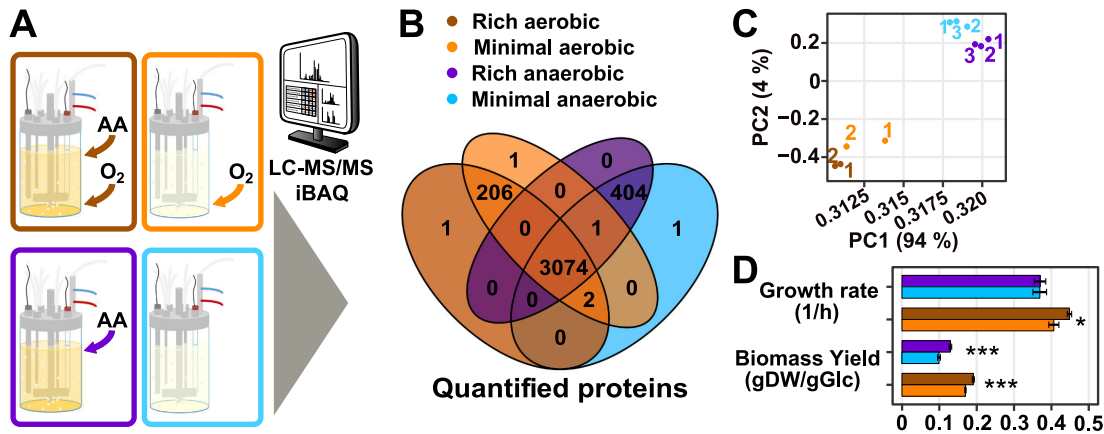 A
AA
O2
O2
AA
LC-MS/MS
iBAQ
B
Rich aerobic
Minimal aerobic
Rich anaerobic
Minimal anaerobic
1
0
206
0
404
1
0
1
1
3074
0
0
2
0
0
Quantified proteins
C
PC2 (4 %)
0.2
0
−0.2
−0.4
1
3
2
1
3
2
2
1
2
1
0.3125
0.315
0.3175
0.320
PC1 (94 %)
D
Growth rate
(1/h)
*
Biomass Yield
(gDW/gGlc)
***
***
0
0.1
0.2
0.3
0.4
0.5